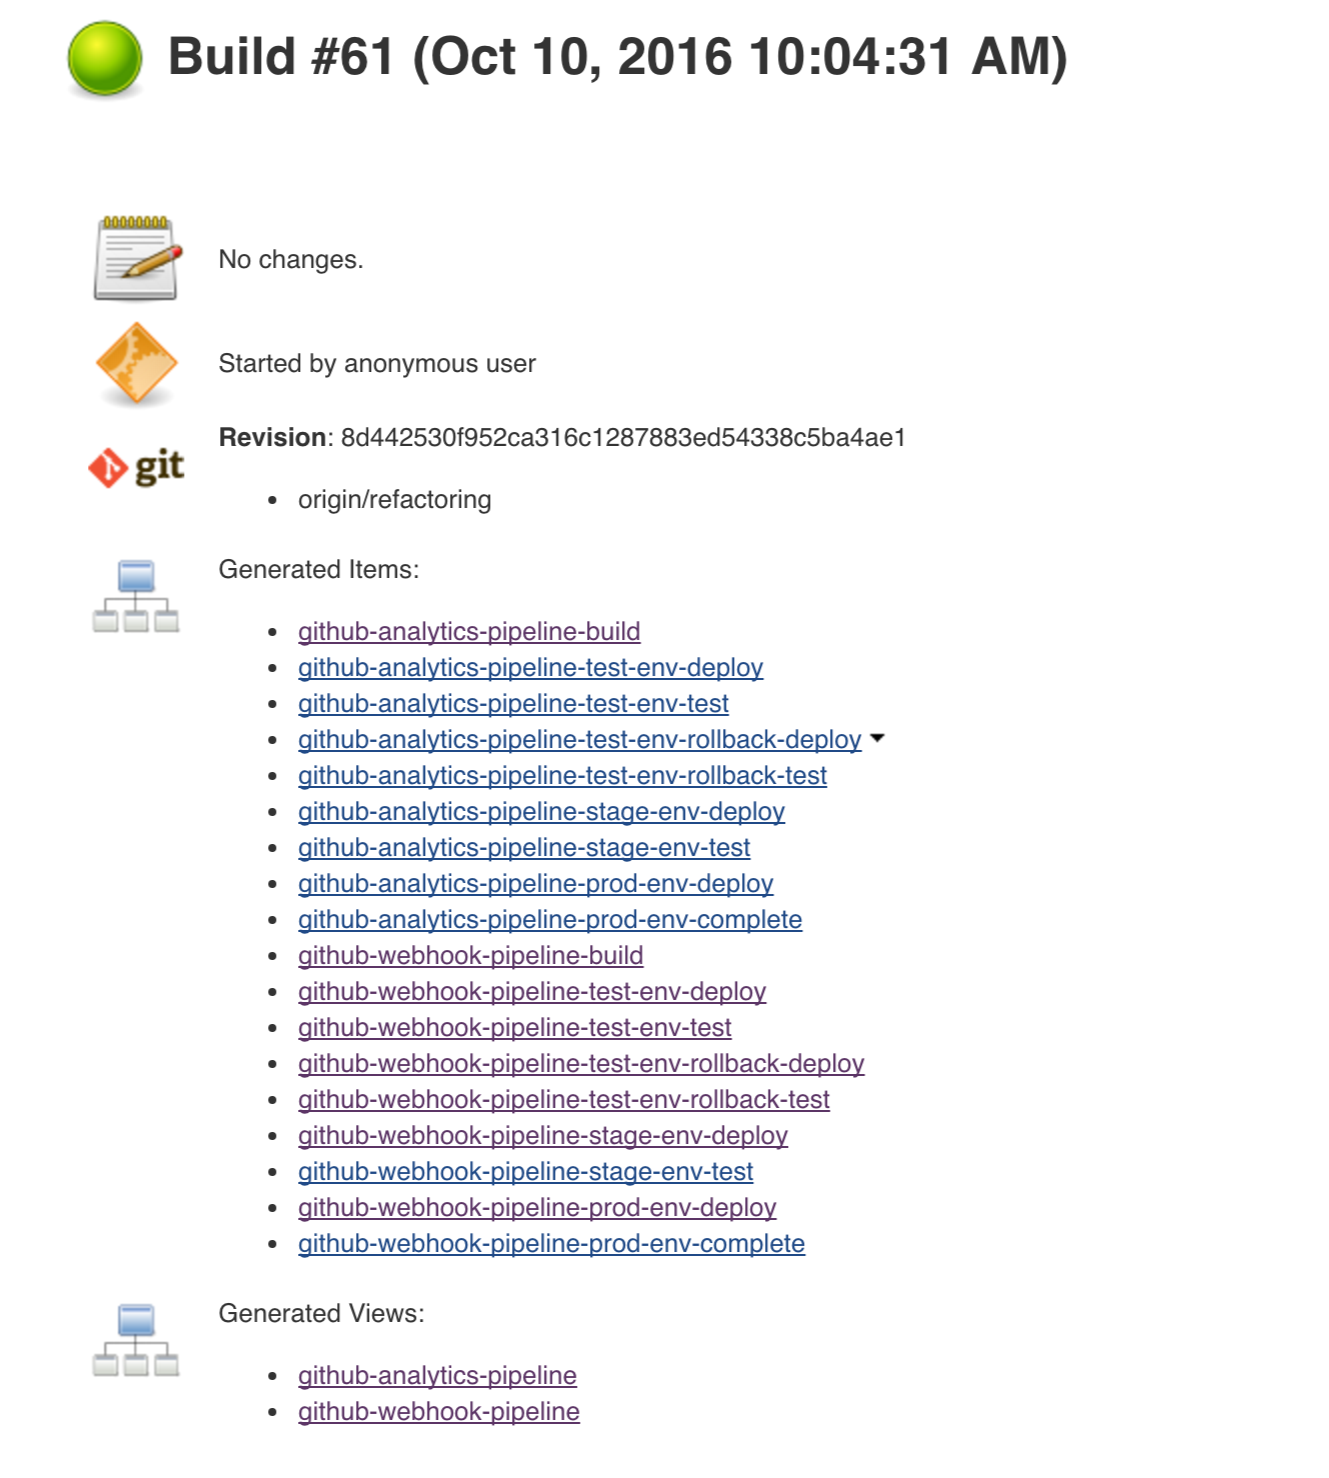 Build #61 (Oct 10, 2016 10:04:31 AM)
No changes.
Started by anonymous user
Revision: 8d442530f952ca316c1287883ed54338c5ba4ae1
git
origin/refactoring
Generated Items:
github-analytics-pipeline-build
github-analytics-pipeline-test-env-deploy
github-analytics-pipeline-test-env-test
github-analytics-pipeline-test-env-rollback-deploy
github-analytics-pipeline-test-env-rollback-test
github-analytics-pipeline-stage-env-deploy
github-analytics-pipeline-stage-env-test
github-analytics-pipeline-prod-env-deploy
github-analytics-pipeline-prod-env-complete
github-webhook-pipeline-build
github-webhook-pipeline-test-env-deploy
github-webhook-pipeline-test-env-test
github-webhook-pipeline-test-env-rollback-deploy
github-webhook-pipeline-test-env-rollback-test
github-webhook-pipeline-stage-env-deploy
github-webhook-pipeline-stage-env-test
github-webhook-pipeline-prod-env-deploy
github-webhook-pipeline-prod-env-complete
Generated Views:
github-analytics-pipeline
github-webhook-pipeline